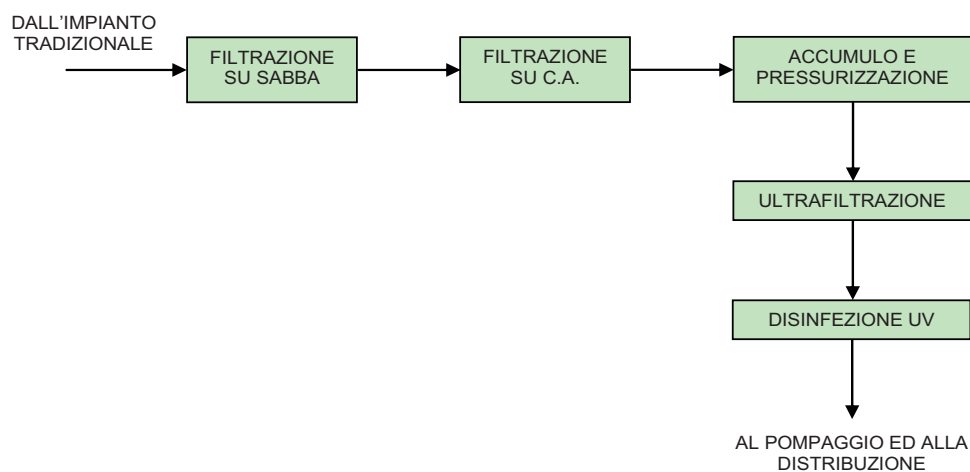 DALL'IMPIANTO
TRADIZIONALE
FILTRAZIONE
SU SABBA
FILTRAZIONE
SU C.A.
ACCUMULO E
PRESSURIZZAZIONE
ULTRAFILTRAZIONE
DISINFEZIONE UV
AL POMPAGGIO ED ALLA
DISTRIBUZIONE